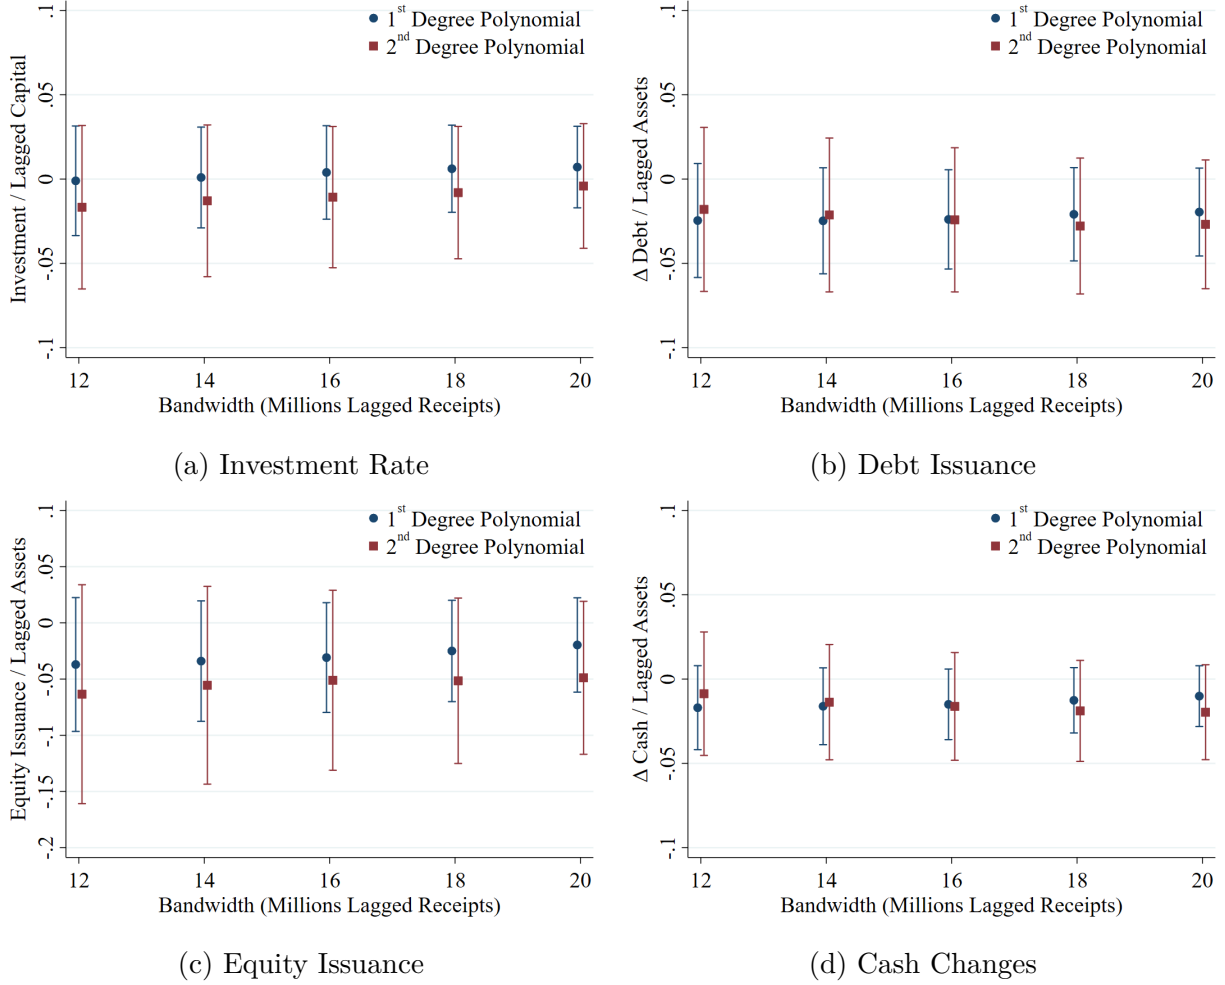 .1
.05
0
-.05
-.1
Investment / Lagged Capital
1st Degree Polynomial
2nd Degree Polynomial
12 14 16 18 20
Bandwidth (Millions Lagged Receipts)
(a) Investment Rate
.1
.05
0
-.05
-.1
Δ Debt / Lagged Assets
1st Degree Polynomial
2nd Degree Polynomial
12 14 16 18 20
Bandwidth (Millions Lagged Receipts)
(b) Debt Issuance
.1
.05
0
-.05
-.1
-.15
-.2
Equity Issuance / Lagged Assets
1st Degree Polynomial
2nd Degree Polynomial
12 14 16 18 20
Bandwidth (Millions Lagged Receipts)
(c) Equity Issuance
.1
.05
0
-.05
-.1
Δ Cash / Lagged Assets
1st Degree Polynomial
2nd Degree Polynomial
12 14 16 18 20
Bandwidth (Millions Lagged Receipts)
(d) Cash Changes